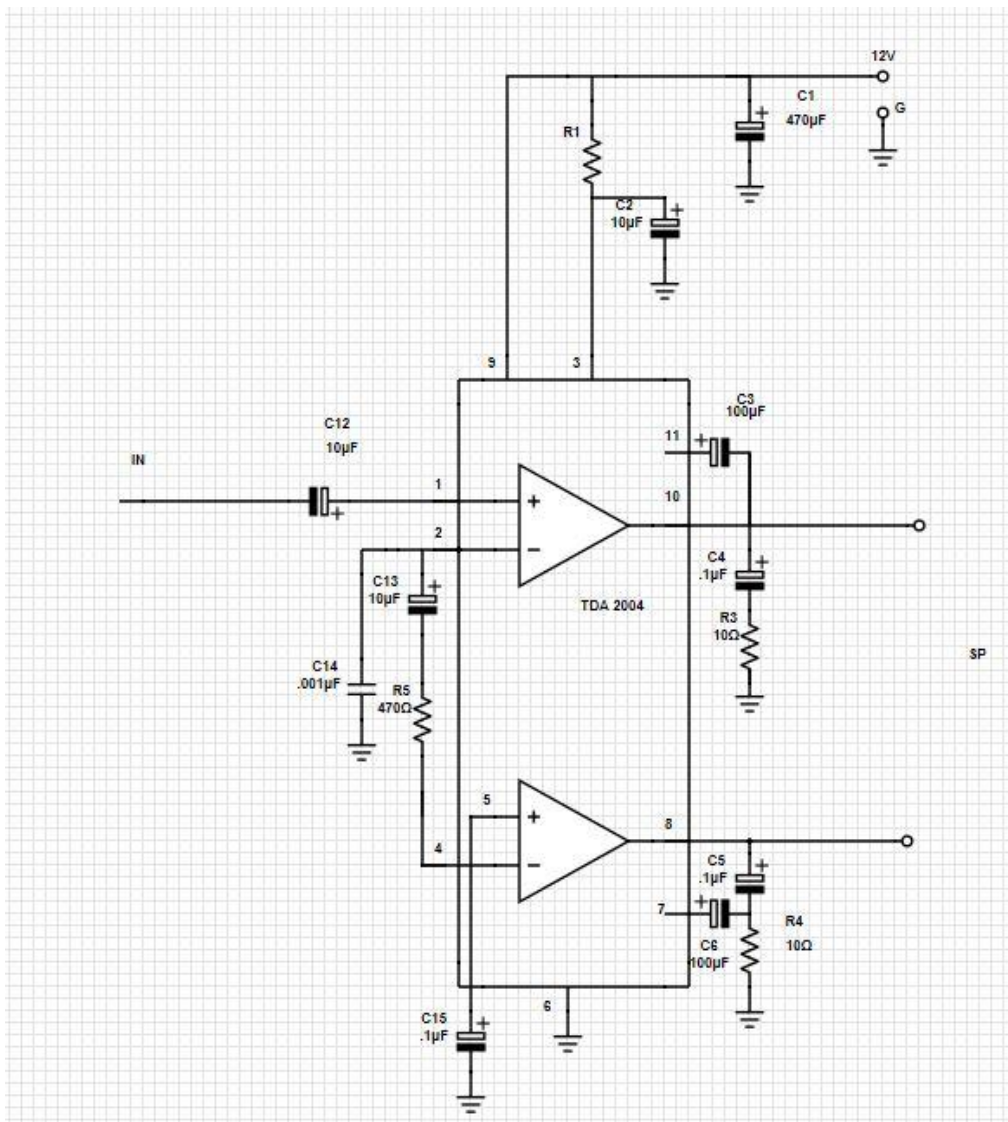 12V
C1
470µF
G
R1
C2
10µF
9
3
C3
100µF
C12
10µF
11
IN
1
10
2
C4
.1µF
C13
10µF
TDA 2004
R3
10Ω
SP
C14
.001µF
R5
470Ω
5
8
4
C5
.1µF
7
R4
10Ω
C6
100µF
6
C15
.1µF